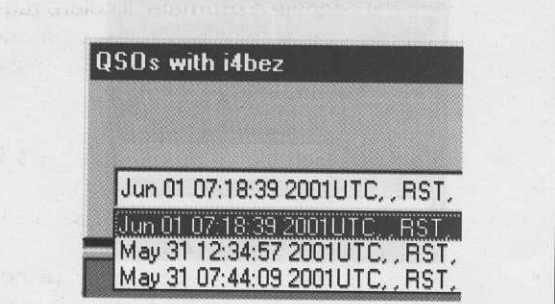 QSOs with i4bez
Jun 01 07:18:39 2001UTC, , RST,
Jun 01 07:18:39 2001UTC, , RST,
May 31 12:34:57 2001UTC, , RST,
May 31 07:44:09 2001UTC, , RST,